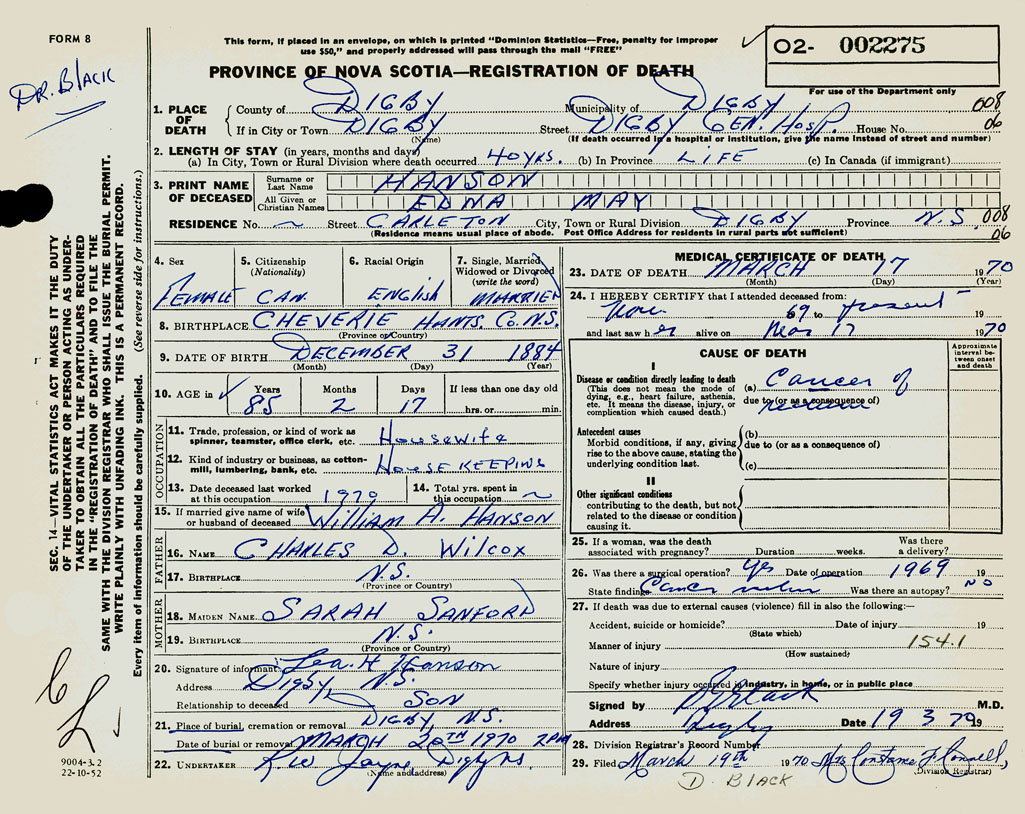 FORM 8
DR. BLACK
This form, if placed in an envelope, on which is printed "Dominion Statistics—Free, penalty for improper
use $50," and properly addressed will pass through the mail "FREE"
PROVINCE OF NOVA SCOTIA—REGISTRATION OF DEATH
02- 002275
For use of the Department only
1. PLACE OF DEATH
County of DIGBY Municipality of DIGBY 008
If in City or Town DIGBY Street DIGBY GEN. HOSP. House No. 06
(Name) (If death occurred in a hospital or institution, give the name instead of street and number)
2. LENGTH OF STAY (in years, months and days)
(a) In City, Town or Rural Division where death occurred 40 YRS. (b) In Province LIFE (c) In Canada (if immigrant)
3. PRINT NAME OF DECEASED
Surname or Last Name HANSON
All Given or Christian Names EDNA MAY
RESIDENCE No. ~ Street CARLETON City, Town or Rural Division DIGBY Province N.S. 008
(Residence means usual place of abode. Post Office Address for residents in rural parts not sufficient) 06
4. Sex FEMALE
5. Citizenship (Nationality) CAN.
6. Racial Origin ENGLISH
7. Single, Married, Widowed or Divorced (write the word) MARRIED
8. BIRTHPLACE CHEVERIE HANTS. CO. N.S.
(Province or Country)
9. DATE OF BIRTH DECEMBER 31 1884
(Month) (Day) (Year)
10. AGE in Years 85 Months 2 Days 17 If less than one day old hrs. or min.
OCCUPATION
11. Trade, profession, or kind of work as spinner, teamster, office clerk, etc. HOUSEWIFE
12. Kind of industry or business, as cotton-mill, lumbering, bank, etc. HOUSE KEEPING
13. Date deceased last worked at this occupation 1970
14. Total yrs. spent in this occupation ~
15. If married give name of wife or husband of deceased WILLIAM A. HANSON
FATHER
16. NAME CHARLES D. WILCOX
17. BIRTHPLACE N.S.
(Province or Country)
MOTHER
18. MAIDEN NAME SARAH SANFORD
19. BIRTHPLACE N.S.
(Province or Country)
20. Signature of informant H Hanson
Address Digby N.S.
Relationship to deceased SON
21. Place of burial, cremation or removal DIGBY N.S.
Date of burial or removal MARCH 20TH 1970 2 PM
22. UNDERTAKER Jayne, Digby NS.
(Name and address)
MEDICAL CERTIFICATE OF DEATH
23. DATE OF DEATH MARCH 17 1970
(Month) (Day) (Year)
24. I HEREBY CERTIFY that I attended deceased from:
Nov. 69 to present 19
and last saw her alive on Mar 17 1970
CAUSE OF DEATH
Approximate interval between onset and death
I
Disease or condition directly leading to death
(This does not mean the mode of dying, e.g., heart failure, asthenia, etc. It means the disease, injury, or complication which caused death.)
(a) Cancer of
due to (or as a consequence of)
rectum
Antecedent causes
Morbid conditions, if any, giving rise to the above cause, stating the underlying condition last.
(b)
due to (or as a consequence of)
(c)
II
Other significant conditions
contributing to the death, but not related to the disease or condition causing it.
25. If a woman, was the death associated with pregnancy? Duration weeks. Was there a delivery?
26. Was there a surgical operation? Yes Date of operation 1969 19
State findings Cancer rectum Was there an autopsy? NO
27. If death was due to external causes (violence) fill in also the following:—
Accident, suicide or homicide? Date of injury 19
(State which)
Manner of injury 154.1
(How sustained)
Nature of injury
Specify whether injury occurred in industry, in home, or in public place
Signed by D Black M.D.
Address Digby Date 19 3 70 19
28. Division Registrar's Record Number
29. Filed March 19th 1970 Mrs Constance
(Division Registrar)
D. BLACK
SEC. 14—VITAL STATISTICS ACT MAKES IT THE DUTY
OF THE UNDERTAKER OR PERSON ACTING AS UNDER-
TAKER TO OBTAIN ALL THE PARTICULARS REQUIRED
IN THE "REGISTRATION OF DEATH" AND TO FILE THE
SAME WITH THE DIVISION REGISTRAR WHO SHALL ISSUE THE BURIAL PERMIT.
WRITE PLAINLY WITH UNFADING INK. THIS IS A PERMANENT RECORD.
Every item of information should be carefully supplied. (See reverse side for instructions.)
9004-3.2
22-10-52